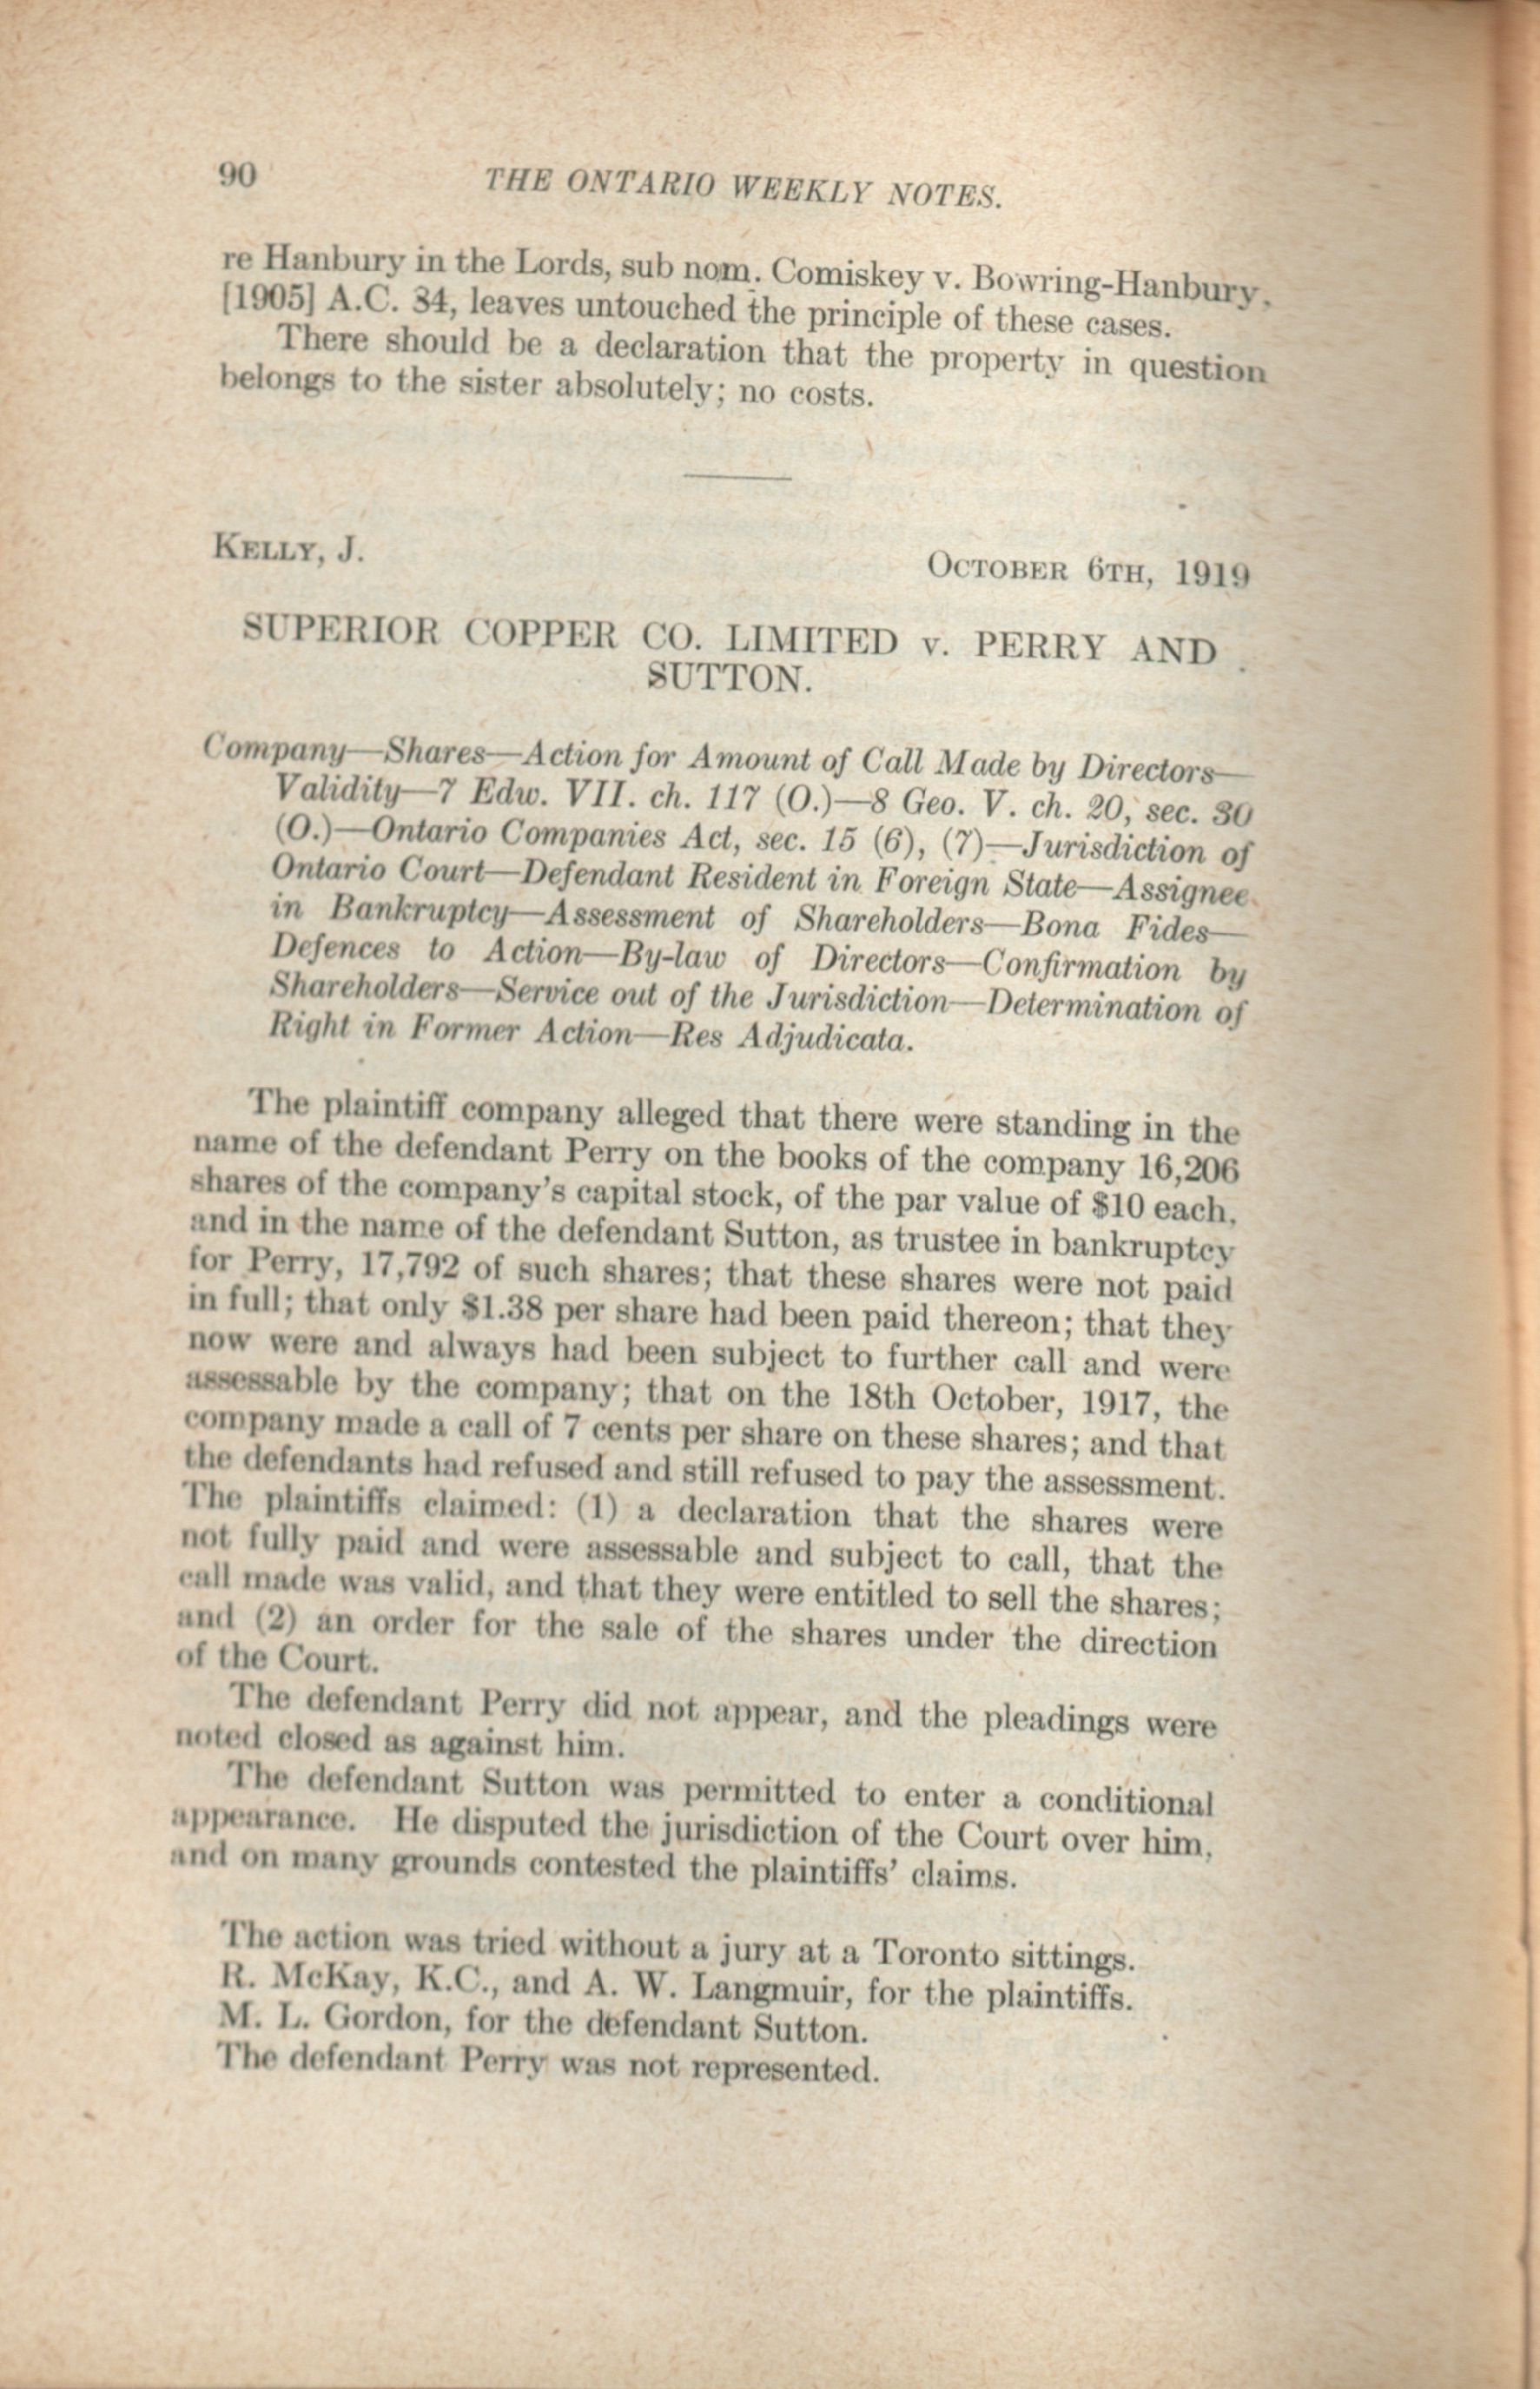 90
THE ONTARIO WEEKLY NOTES.
re Hanbury in the Lords, sub nom. Comiskey v. Bowring-Hanbury,
[1905] A.C. 34, leaves untouched the principle of these cases.
There should be a declaration that the property in question
belongs to the sister absolutely; no costs.
KELLY, J.
OCTOBER 6TH, 1919
SUPERIOR COPPER CO. LIMITED v. PERRY AND
SUTTON.
Company—Shares—Action for Amount of Call Made by Directors—
Validity—7 Edw. VII. ch. 117 (O.)—8 Geo. V. ch. 20, sec. 30
(O.)—Ontario Companies Act, sec. 15 (6), (7)—Jurisdiction of
Ontario Court—Defendant Resident in Foreign State—Assignee
in Bankruptcy—Assessment of Shareholders—Bona Fides—
Defences to Action—By-law of Directors—Confirmation by
Shareholders—Service out of the Jurisdiction—Determination of
Right in Former Action—Res Adjudicata.
The plaintiff company alleged that there were standing in the
name of the defendant Perry on the books of the company 16,206
shares of the company's capital stock, of the par value of $10 each,
and in the name of the defendant Sutton, as trustee in bankruptcy
for Perry, 17,792 of such shares; that these shares were not paid
in full; that only $1.38 per share had been paid thereon; that they
now were and always had been subject to further call and were
assessable by the company; that on the 18th October, 1917, the
company made a call of 7 cents per share on these shares; and that
the defendants had refused and still refused to pay the assessment.
The plaintiffs claimed: (1) a declaration that the shares were
not fully paid and were assessable and subject to call, that the
call made was valid, and that they were entitled to sell the shares;
and (2) an order for the sale of the shares under the direction
of the Court.
The defendant Perry did not appear, and the pleadings were
noted closed as against him.
The defendant Sutton was permitted to enter a conditional
appearance. He disputed the jurisdiction of the Court over him,
and on many grounds contested the plaintiffs' claims.
The action was tried without a jury at a Toronto sittings.
R. McKay, K.C., and A. W. Langmuir, for the plaintiffs.
M. L. Gordon, for the defendant Sutton.
The defendant Perry was not represented.